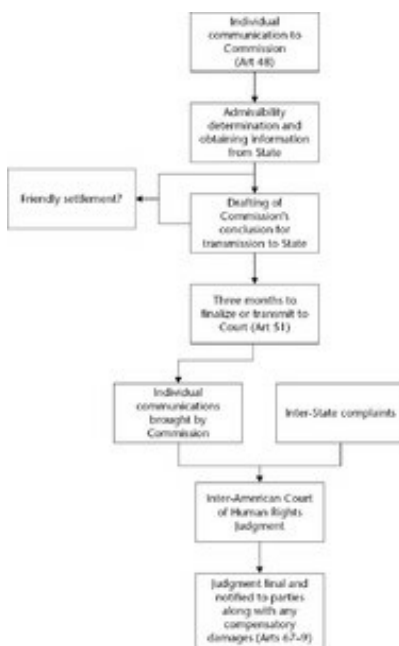 Individual
communication to
Commission
(Art 48)
Admissibility
determination and
obtaining information
from State
Friendly settlement?
Drafting of
Commission's
conclusion for
transmission to State
Three months to
finalize or transmit to
Court (Art 51)
Individual
communications
brought by
Commission
Inter-State complaints
Inter-American Court
of Human Rights
Judgment
Judgment final and
notified to parties
along with any
compensatory
damages (Arts 67–9)